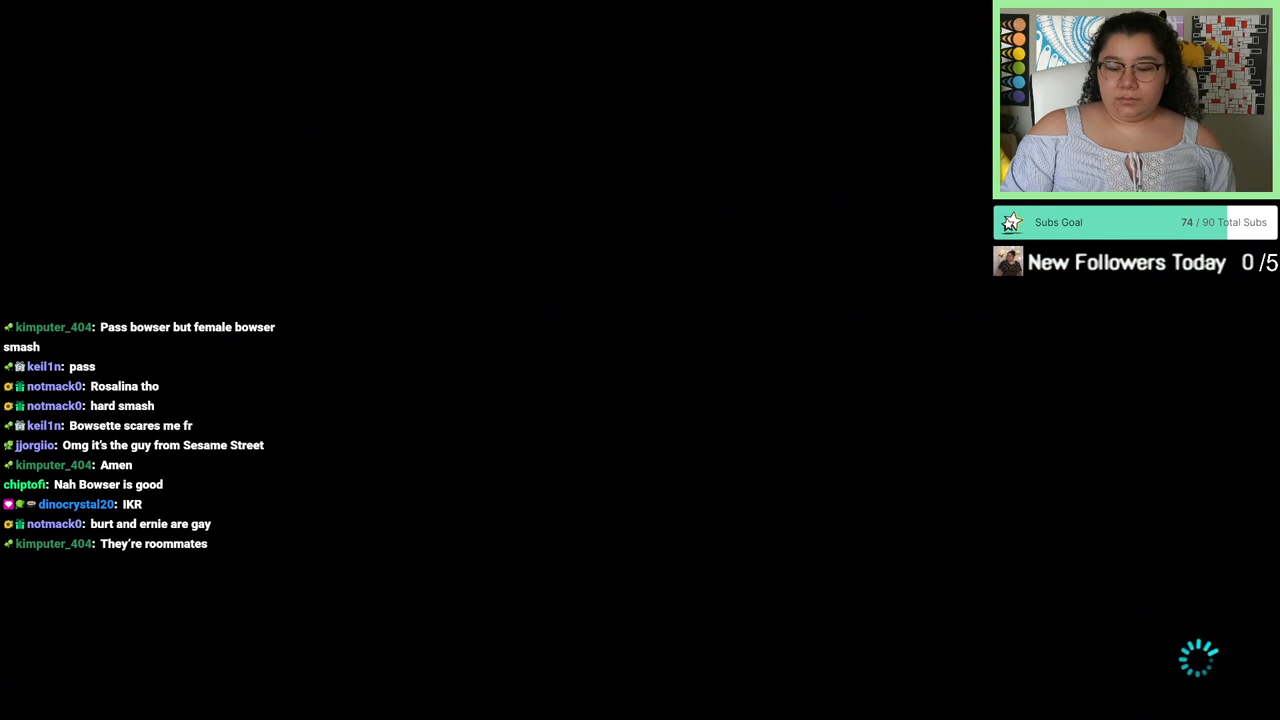 Subs Goal 74 / 90 Total Subs
New Followers Today 0 /5
kimputer_404: Pass bowser but female bowser
smash
keil1n: pass
notmack0: Rosalina tho
notmack0: hard smash
keil1n: Bowsette scares me fr
jjorgiio: Omg it’s the guy from Sesame Street
kimputer_404: Amen
chiptofi: Nah Bowser is good
dinocrystal20: IKR
notmack0: burt and ernie are gay
kimputer_404: They’re roommates